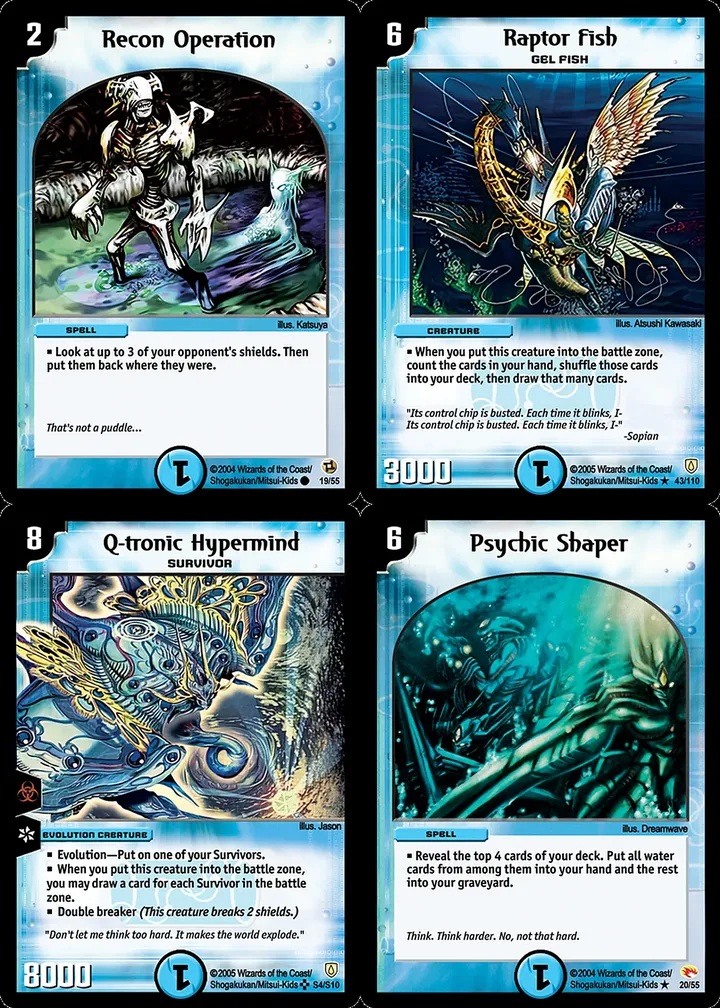 2
Recon Operation
illus. Katsuya
SPELL
▪ Look at up to 3 of your opponent's shields. Then
put them back where they were.
That's not a puddle...
©2004 Wizards of the Coast/
Shogakukan/Mitsui-Kids ● 19/55
6
Raptor Fish
GEL FISH
illus. Atsushi Kawasaki
CREATURE
▪ When you put this creature into the battle zone,
count the cards in your hand, shuffle those cards
into your deck, then draw that many cards.
"Its control chip is busted. Each time it blinks, I-
Its control chip is busted. Each time it blinks, I-"
-Sopian
3000
©2005 Wizards of the Coast/
Shogakukan/Mitsui-Kids ★ 43/110
8
Q-tronic Hypermind
SURVIVOR
illus. Jason
EVOLUTION CREATURE
▪ Evolution—Put on one of your Survivors.
▪ When you put this creature into the battle zone,
you may draw a card for each Survivor in the battle
zone.
▪ Double breaker (This creature breaks 2 shields.)
"Don't let me think too hard. It makes the world explode."
8000
©2005 Wizards of the Coast/
Shogakukan/Mitsui-Kids S4/S10
6
Psychic Shaper
illus. Dreamwave
SPELL
▪ Reveal the top 4 cards of your deck. Put all water
cards from among them into your hand and the rest
into your graveyard.
Think. Think harder. No, not that hard.
©2004 Wizards of the Coast/
Shogakukan/Mitsui-Kids ★ 20/55